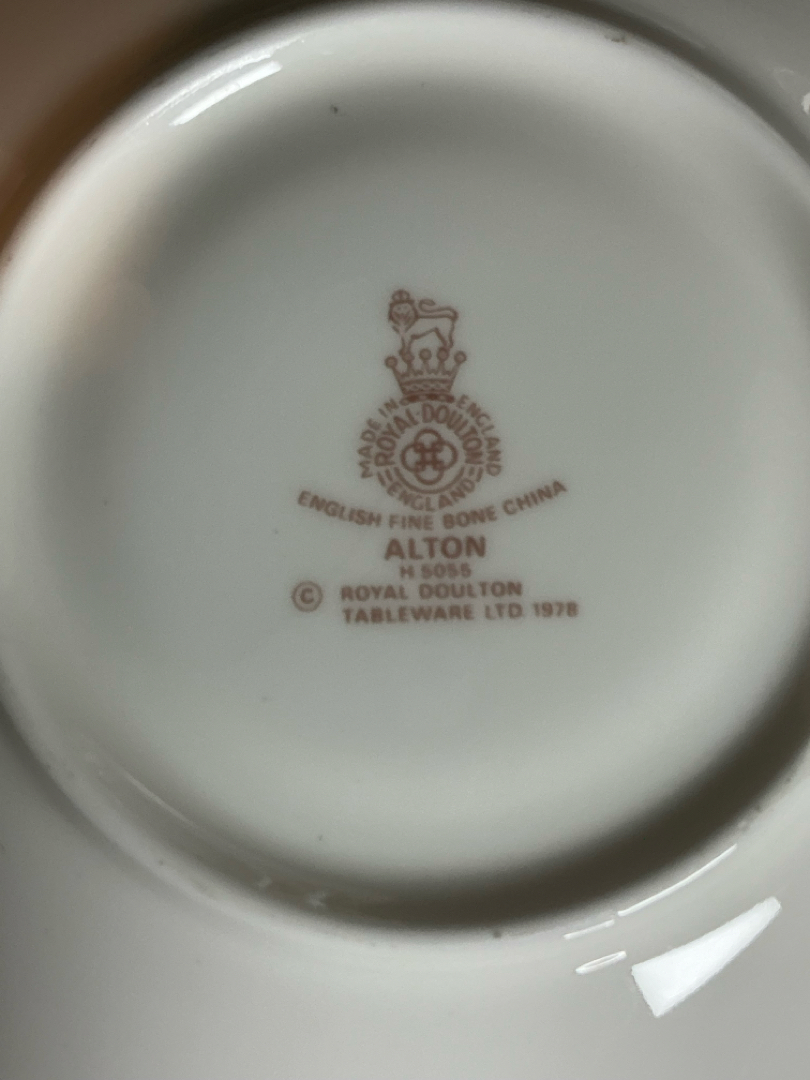 MADE IN ENGLAND
ROYAL·DOULTON
ENGLAND
ENGLISH FINE BONE CHINA
ALTON
H 5055
© ROYAL DOULTON
TABLEWARE LTD 1978